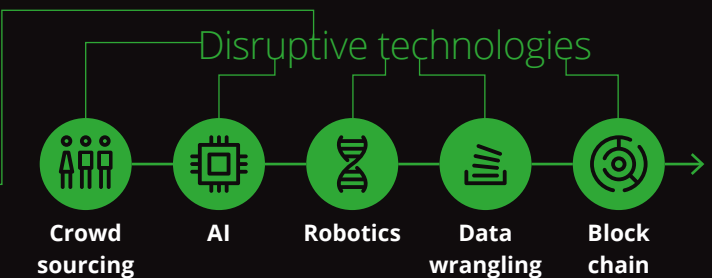 Disruptive technologies
Crowd
sourcing
AI
Robotics
Data
wrangling
Block
chain